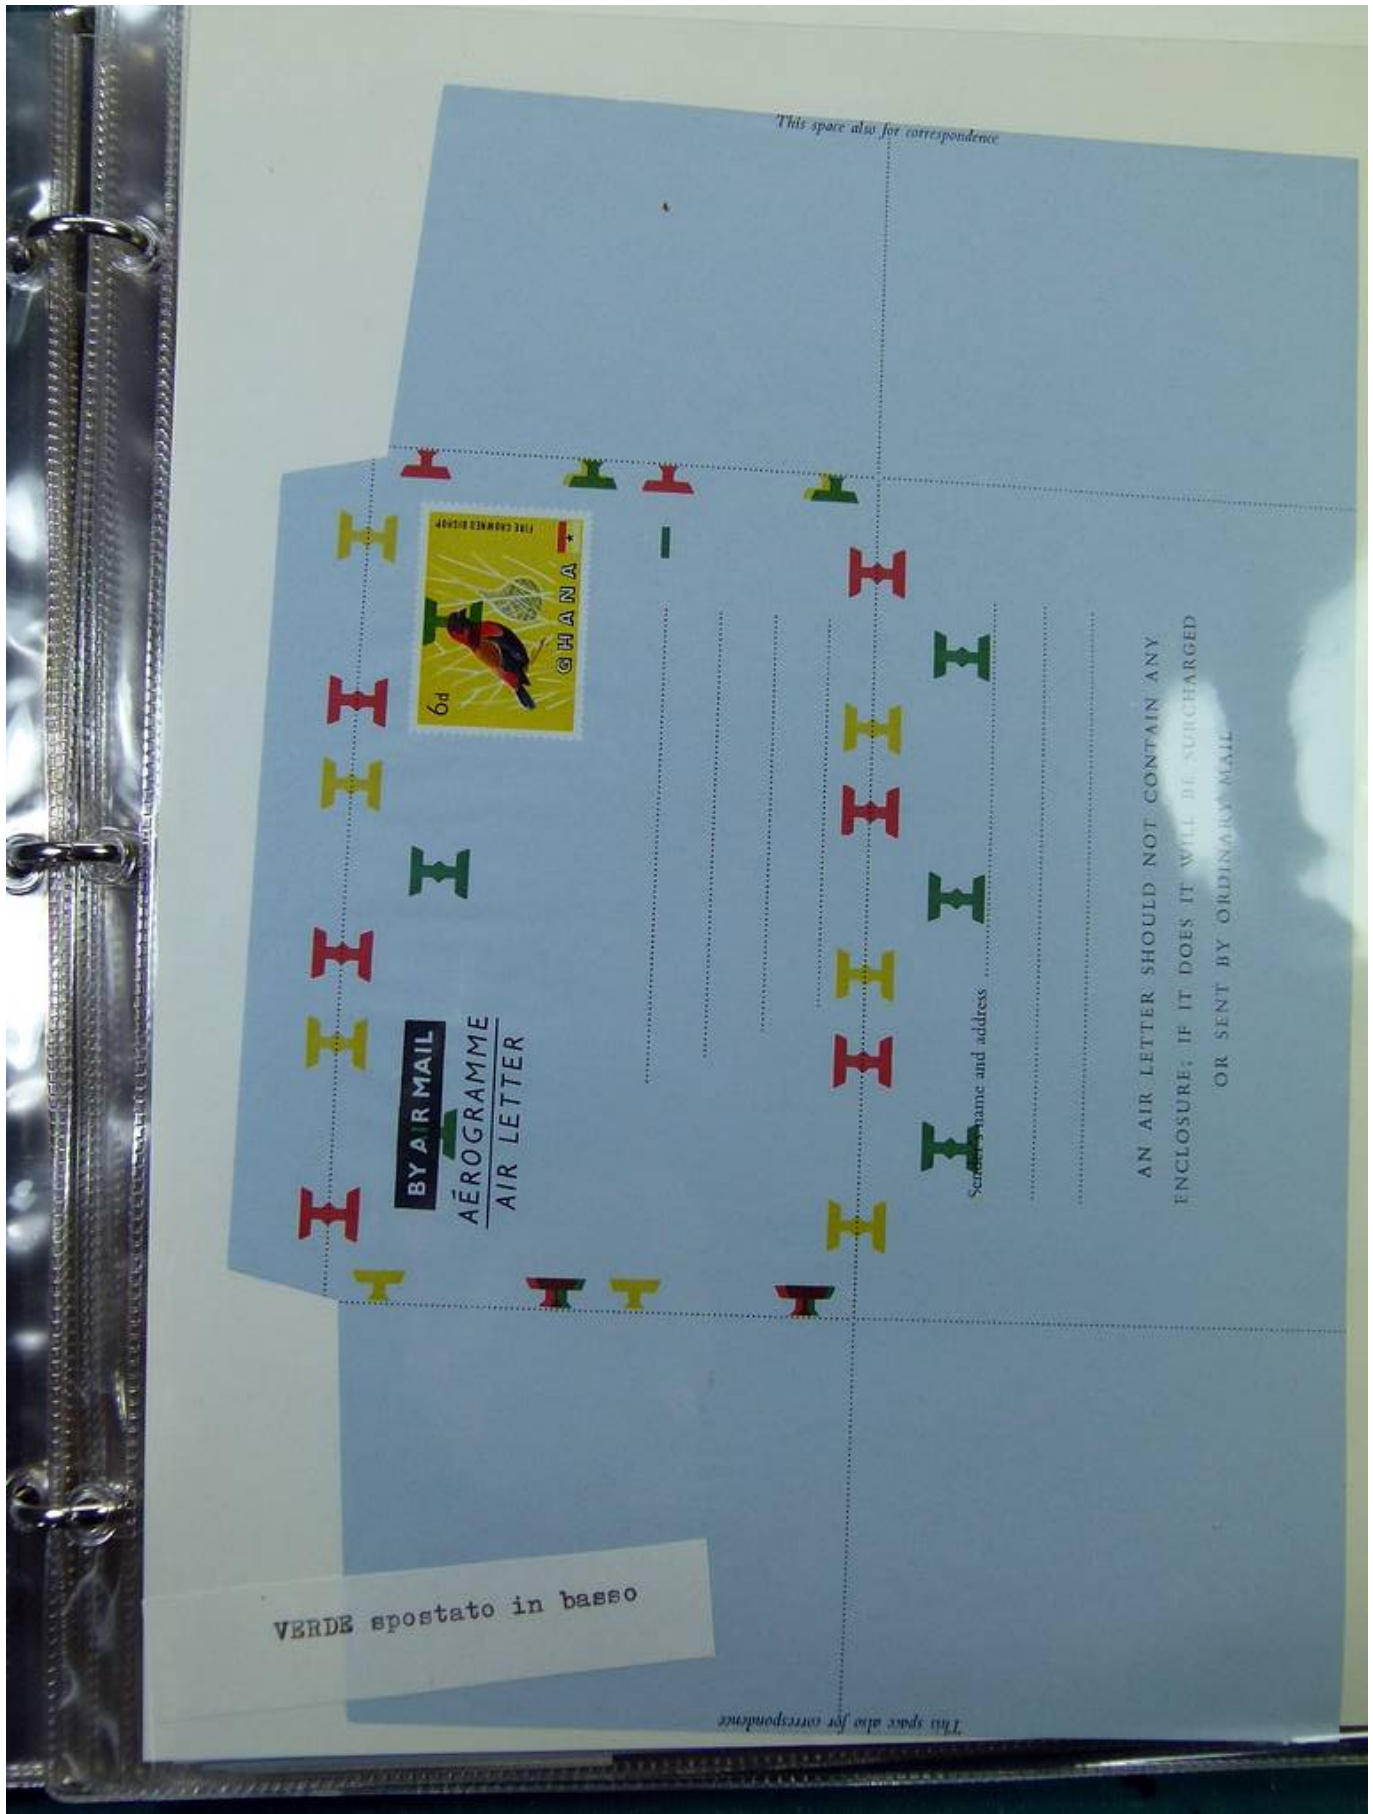 This space also for correspondence
FIRE CROWNED BISHOP
GHANA
6d
BY AIR MAIL
AÉROGRAMME
AIR LETTER
Sender's name and address
AN AIR LETTER SHOULD NOT CONTAIN ANY
ENCLOSURE; IF IT DOES IT WILL BE SURCHARGED
OR SENT BY ORDINARY MAIL
VERDE spostato in basso
This space also for correspondence